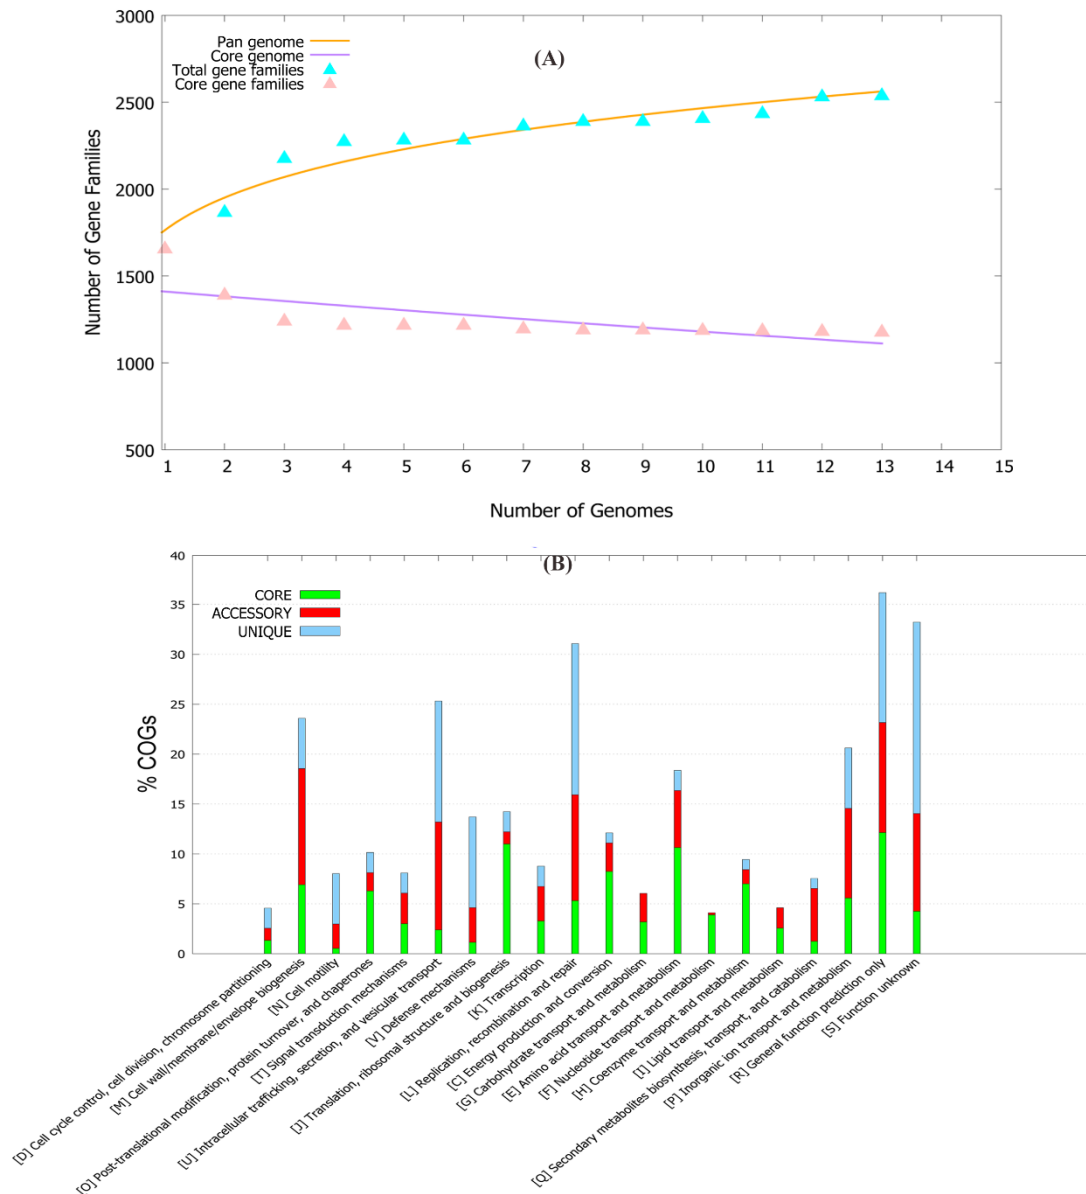 (A)
Pan genome
Core genome
Total gene families
Core gene families
3000
2500
2000
1500
1000
500
Number of Gene Families
1 2 3 4 5 6 7 8 9 10 11 12 13 14 15
Number of Genomes
(B)
CORE
ACCESSORY
UNIQUE
40
35
30
25
20
15
10
5
0
% COGs
[D] Cell cycle control, cell division, chromosome partitioning
[M] Cell wall/membrane/envelope biogenesis
[N] Cell motility
[O] Post-translational modification, protein turnover, and chaperones
[T] Signal transduction mechanisms
[U] Intracellular trafficking, secretion, and vesicular transport
[V] Defense mechanisms
[J] Translation, ribosomal structure and biogenesis
[K] Transcription
[L] Replication, recombination and repair
[C] Energy production and conversion
[G] Carbohydrate transport and metabolism
[E] Amino acid transport and metabolism
[F] Nucleotide transport and metabolism
[H] Coenzyme transport and metabolism
[I] Lipid transport and metabolism
[Q] Secondary metabolites biosynthesis, transport, and catabolism
[P] Inorganic ion transport and metabolism
[R] General function prediction only
[S] Function unknown